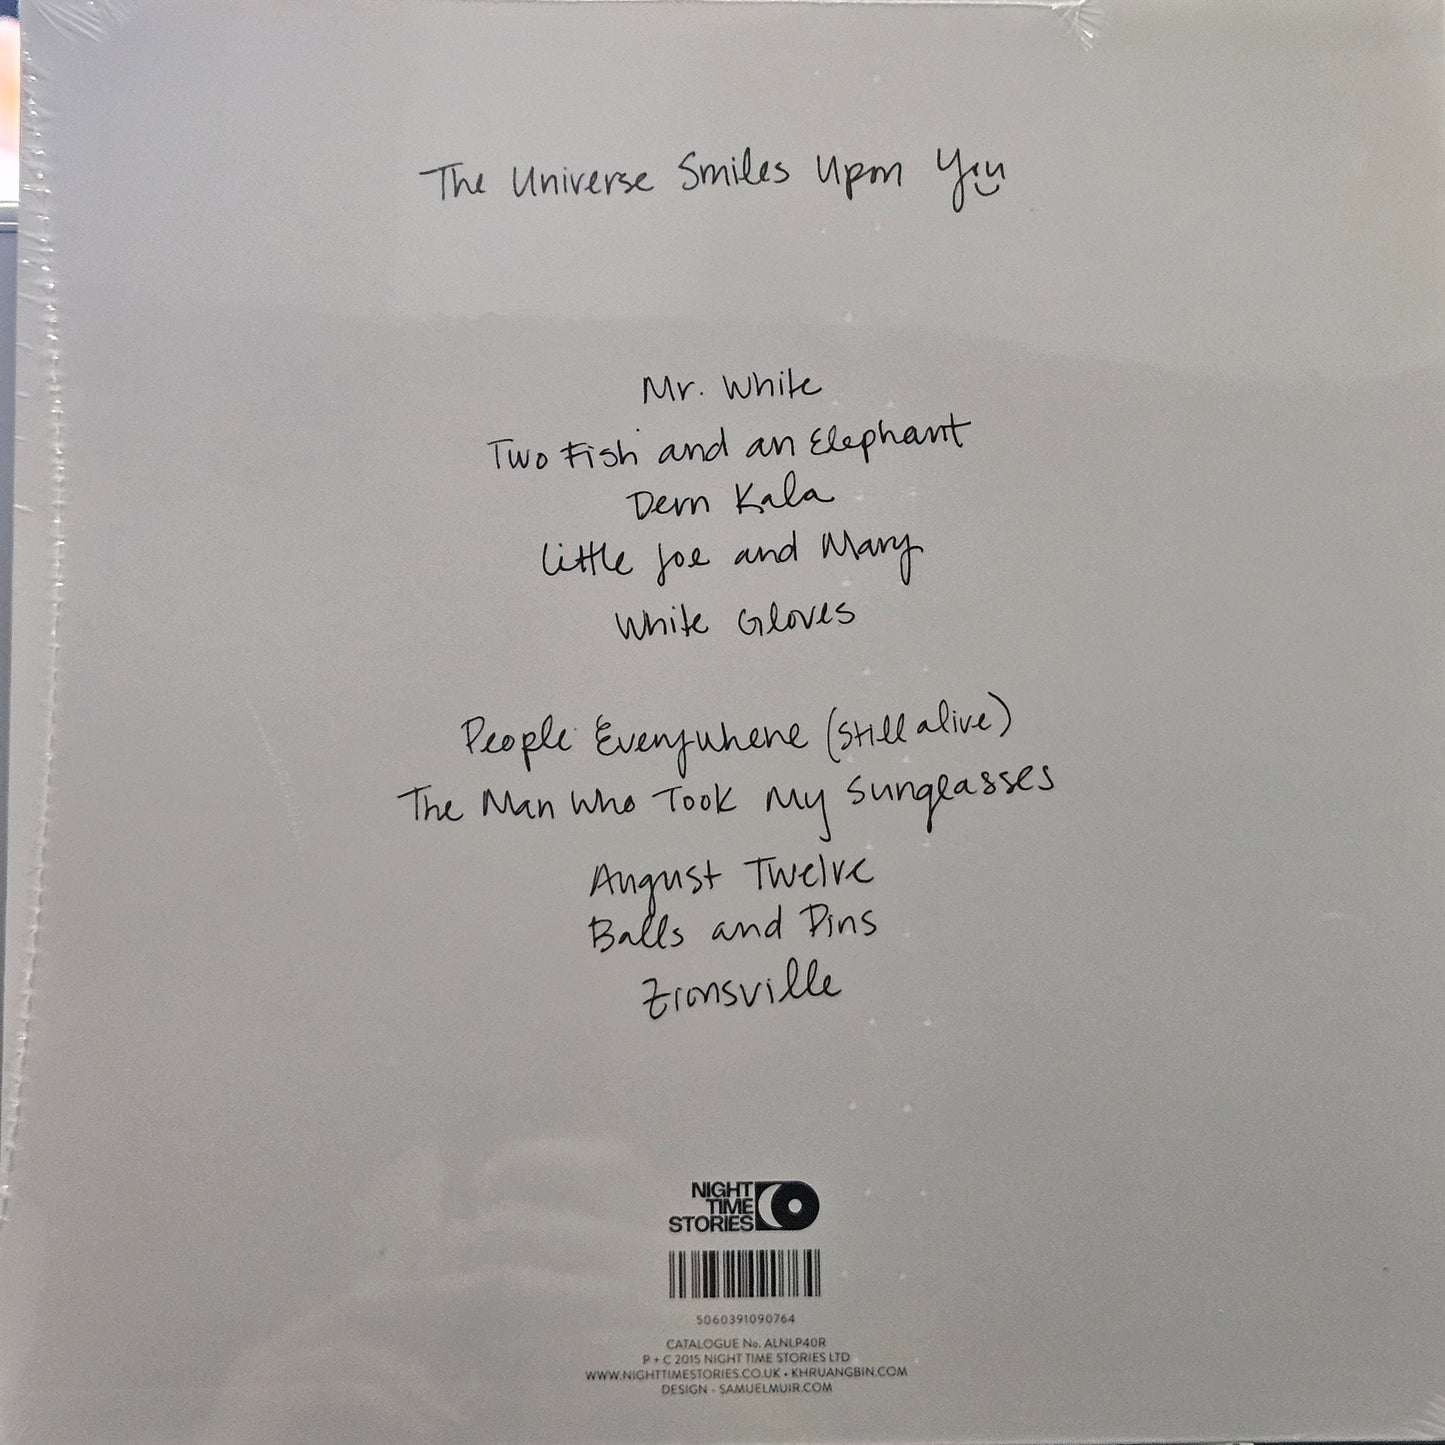 The Universe Smiles Upon You
Mr. White
Two Fish and an Elephant
Dern Kala
Little Joe and Mary
White Gloves
People Everywhere (Still alive)
The Man Who Took My Sunglasses
August Twelve
Balls and Pins
Zionsville
NIGHT
TIME
STORIES
5060391090764
CATALOGUE No. ALNLP40R
P + C 2015 NIGHT TIME STORIES LTD
WWW.NIGHTTIMESTORIES.CO.UK • KHRUANGBIN.COM
DESIGN - SAMUELMUIR.COM